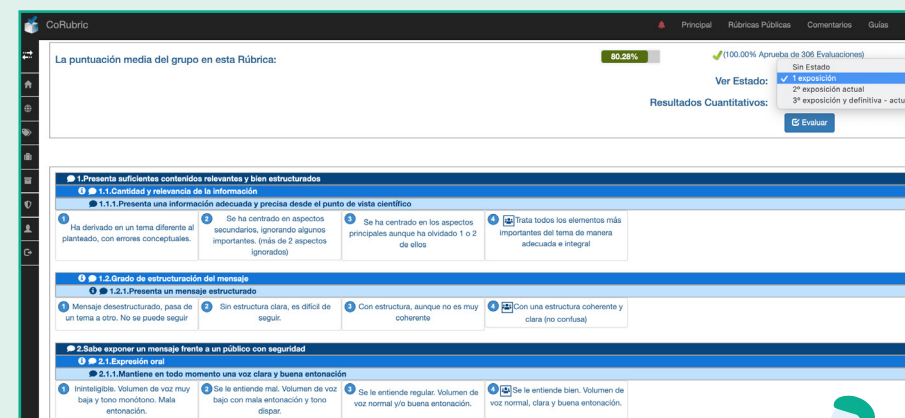 CoRubric
Principal Rúbricas Públicas Comentarios Guías
La puntuación media del grupo en esta Rúbrica:
80.28%
(100.00% Aprueba de 306 Evaluaciones)
Ver Estado:
Sin Estado
✓ 1 exposición
2º exposición actual
3º exposición y definitiva - actu
Resultados Cuantitativos:
Evaluar
1.Presenta suficientes contenidos relevantes y bien estructurados
1.1.Cantidad y relevancia de la información
1.1.1.Presenta una información adecuada y precisa desde el punto de vista científico
1 Ha derivado en un tema diferente al
planteado, con errores conceptuales.
2 Se ha centrado en aspectos
secundarios, ignorando algunos
importantes. (más de 2 aspectos
ignorados)
3 Se ha centrado en los aspectos
principales aunque ha olvidado 1 o 2
de ellos
4 Trata todos los elementos más
importantes del tema de manera
adecuada e integral
1.2.Grado de estructuración del mensaje
1.2.1.Presenta un mensaje estructurado
1 Mensaje desestructurado, pasa de
un tema a otro. No se puede seguir
2 Sin estructura clara, es difícil de
seguir.
3 Con estructura, aunque no es muy
coherente
4 Con una estructura coherente y
clara (no confusa)
2.Sabe exponer un mensaje frente a un público con seguridad
2.1.Expresión oral
2.1.1.Mantiene en todo momento una voz clara y buena entonación
1 Ininteligible. Volumen de voz muy
baja y tono monótono. Mala
entonación.
2 Se le entiende mal. Volumen de voz
bajo con mala entonación y tono
dispar.
3 Se le entiende regular. Volumen de
voz normal y/o buena entonación.
4 Se le entiende bien. Volumen de
voz normal, clara y buena entonación.